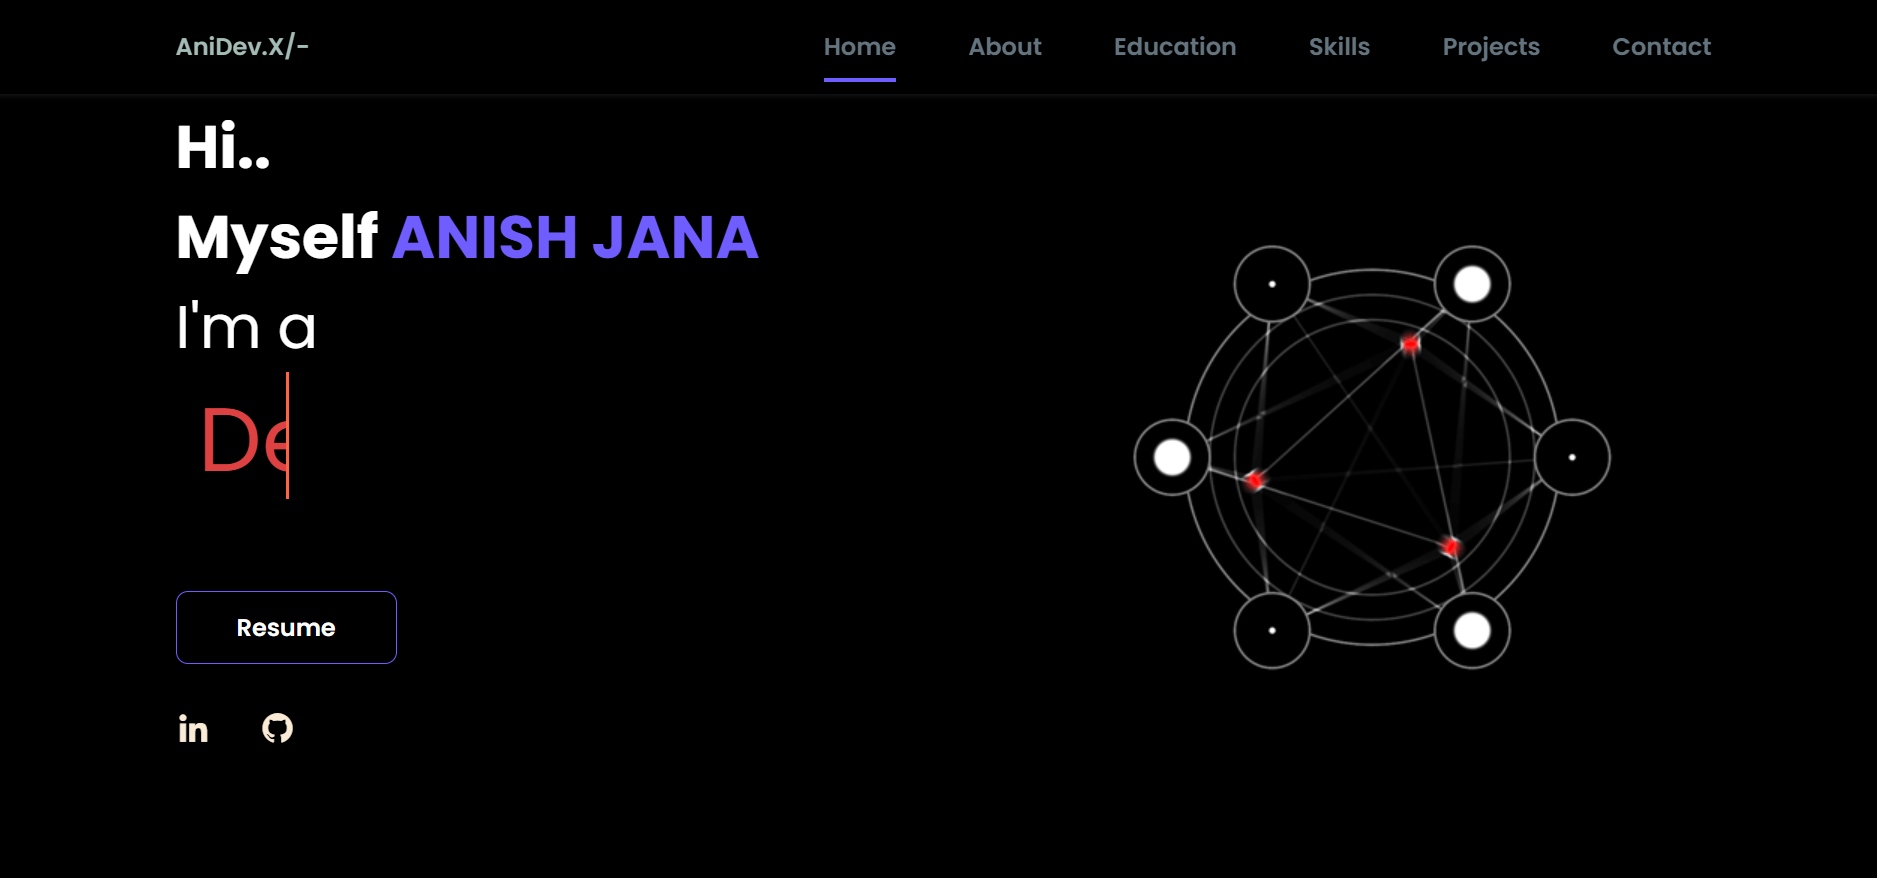 AniDev.X/-
Home About Education Skills Projects Contact
Hi..
Myself ANISH JANA
I'm a
De
Resume
in